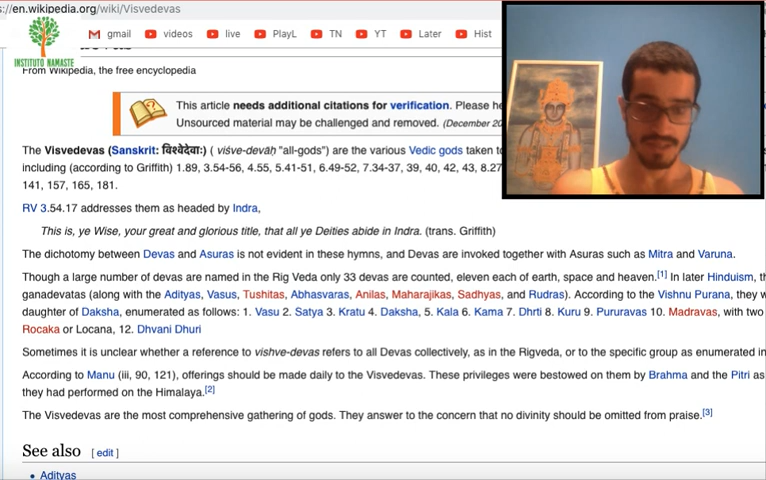 ://en.wikipedia.org/wiki/Visvedevas
gmail videos live PlayL TN YT Later Hist
INSTITUTO NAMASTE
From Wikipedia, the free encyclopedia
This article needs additional citations for verification. Please
Unsourced material may be challenged and removed. (December
The Visvedevas (Sanskrit: विश्वेदेवाः) ( viśve-devāḥ "all-gods") are the various Vedic gods taken
including (according to Griffith) 1.89, 3.54-56, 4.55, 5.41-51, 6.49-52, 7.34-37, 39, 40, 42, 43, 8.27
141, 157, 165, 181.
RV 3.54.17 addresses them as headed by Indra,
This is, ye Wise, your great and glorious title, that all ye Deities abide in Indra. (trans. Griffith)
The dichotomy between Devas and Asuras is not evident in these hymns, and Devas are invoked together with Asuras such as Mitra and Varuna.
Though a large number of devas are named in the Rig Veda only 33 devas are counted, eleven each of earth, space and heaven.[1] In later Hinduism,
ganadevatas (along with the Adityas, Vasus, Tushitas, Abhasvaras, Anilas, Maharajikas, Sadhyas, and Rudras). According to the Vishnu Purana, they
daughter of Daksha, enumerated as follows: 1. Vasu 2. Satya 3. Kratu 4. Daksha, 5. Kala 6. Kama 7. Dhrti 8. Kuru 9. Pururavas 10. Madravas, with two
Rocaka or Locana, 12. Dhvani Dhuri
Sometimes it is unclear whether a reference to vishve-devas refers to all Devas collectively, as in the Rigveda, or to the specific group as enumerated in
According to Manu (iii, 90, 121), offerings should be made daily to the Visvedevas. These privileges were bestowed on them by Brahma and the Pitri as
they had performed on the Himalaya.[2]
The Visvedevas are the most comprehensive gathering of gods. They answer to the concern that no divinity should be omitted from praise.[3]
See also [ edit ]
• Adityas